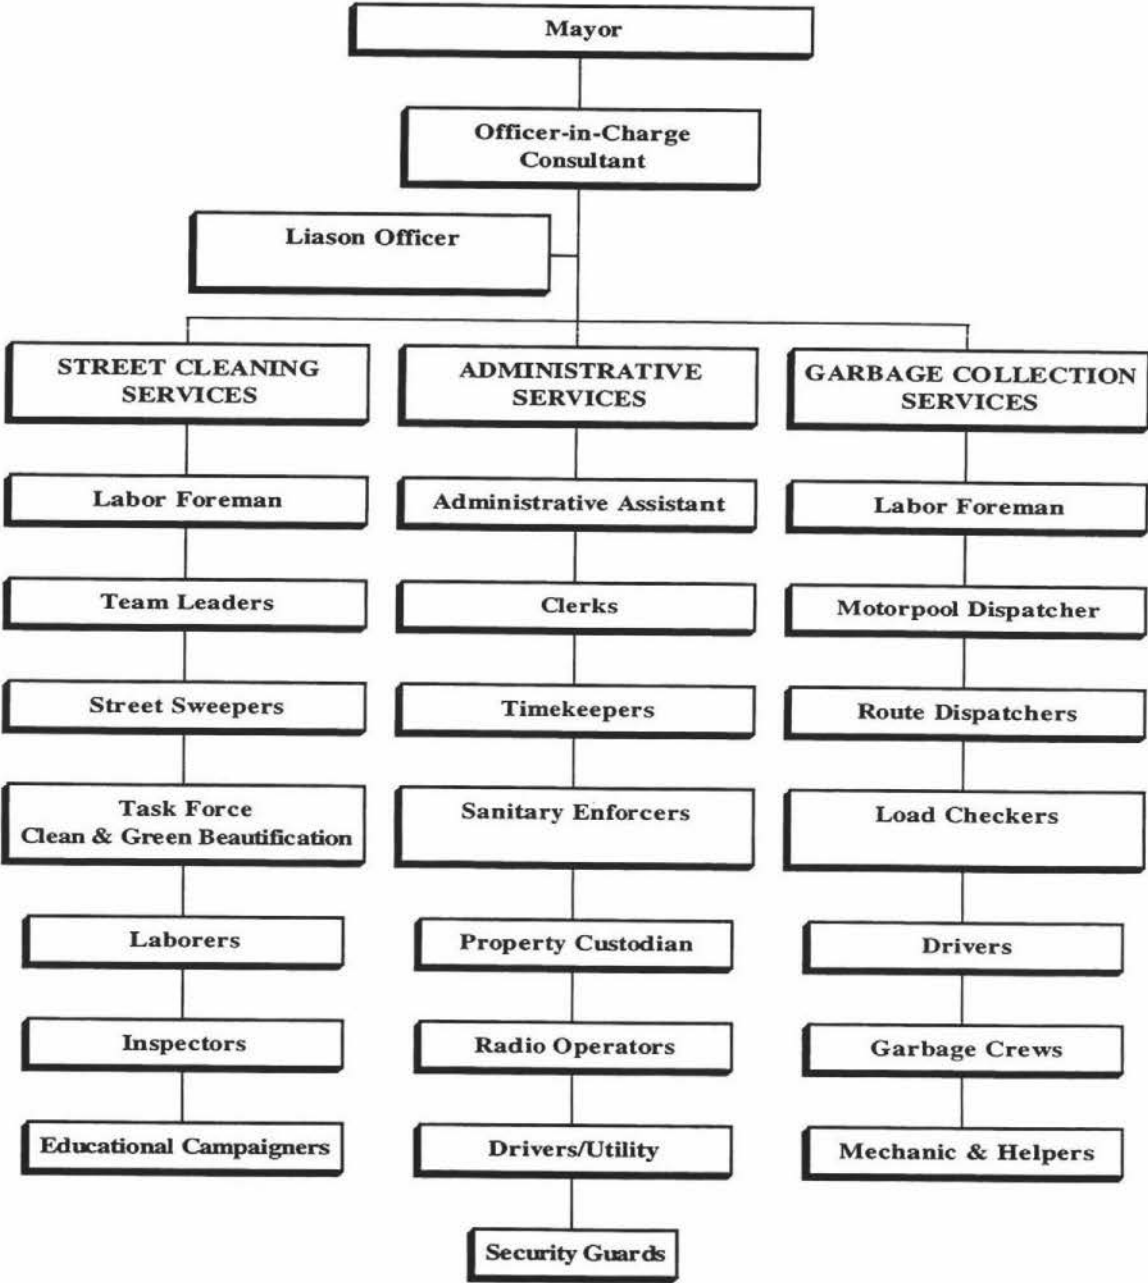 Mayor
Officer-in-Charge
Consultant
Liason Officer
STREET CLEANING
SERVICES
ADMINISTRATIVE
SERVICES
GARBAGE COLLECTION
SERVICES
Labor Foreman
Administrative Assistant
Labor Foreman
Team Leaders
Clerks
Motorpool Dispatcher
Street Sweepers
Timekeepers
Route Dispatchers
Task Force
Clean & Green Beautification
Sanitary Enforcers
Load Checkers
Laborers
Property Custodian
Drivers
Inspectors
Radio Operators
Garbage Crews
Educational Campaigners
Drivers/Utility
Mechanic & Helpers
Security Guards